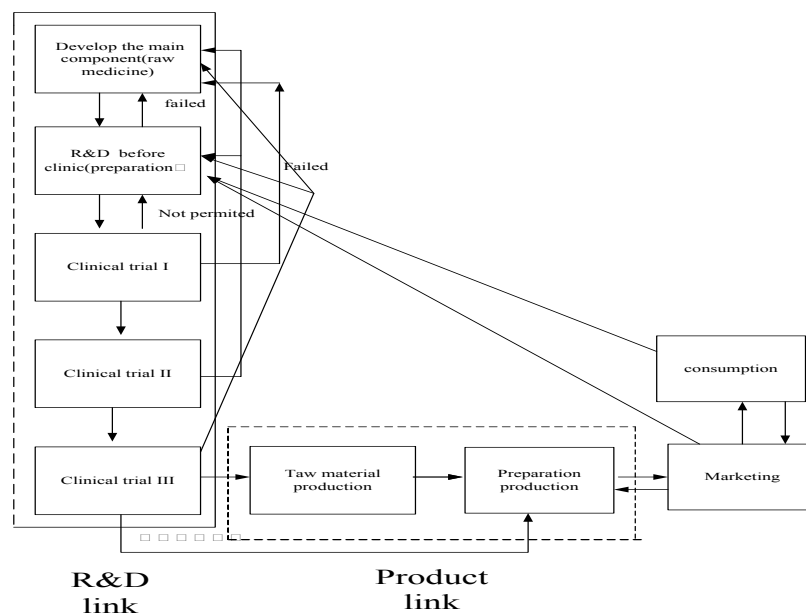 Develop the main
component(raw
medicine)
failed
R&D before
clinic(preparation□
Failed
Not permited
Clinical trial I
Clinical trial II
consumption
Clinical trial III
Taw material
production
Preparation
production
Marketing
□ □ □ □ □ □
R&D
link
Product
link